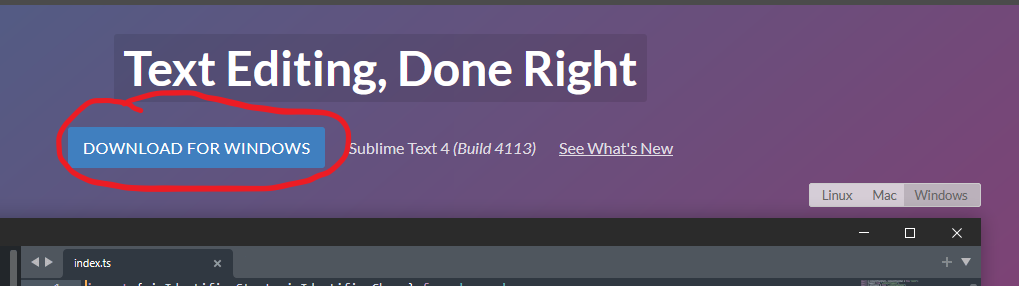 Text Editing, Done Right
DOWNLOAD FOR WINDOWS Sublime Text 4 (Build 4113) See What's New
Linux Mac Windows
index.ts